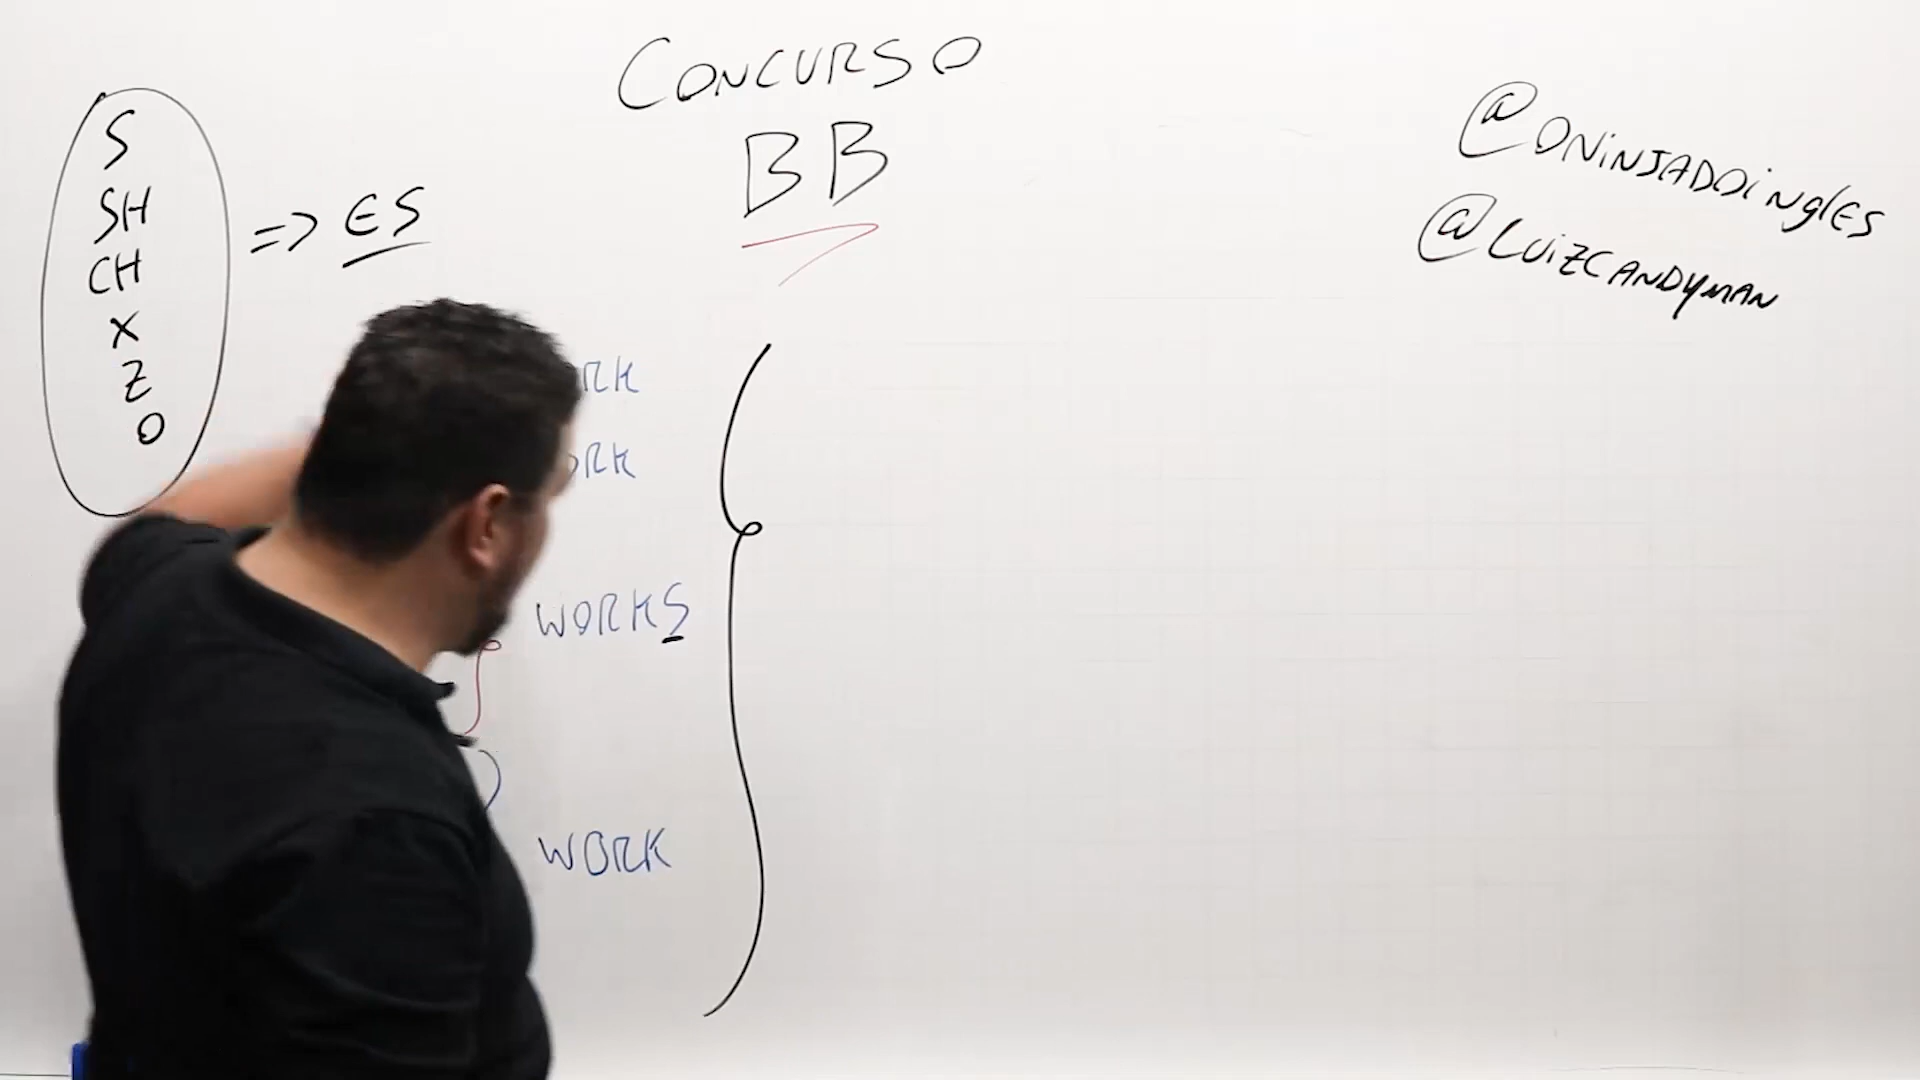 CONCURSO
BB
@ONiNJADOiNglES
@LUiZCANDYMAN
S
SH
CH
X
Z
O
=> ES
WORKS
WORK